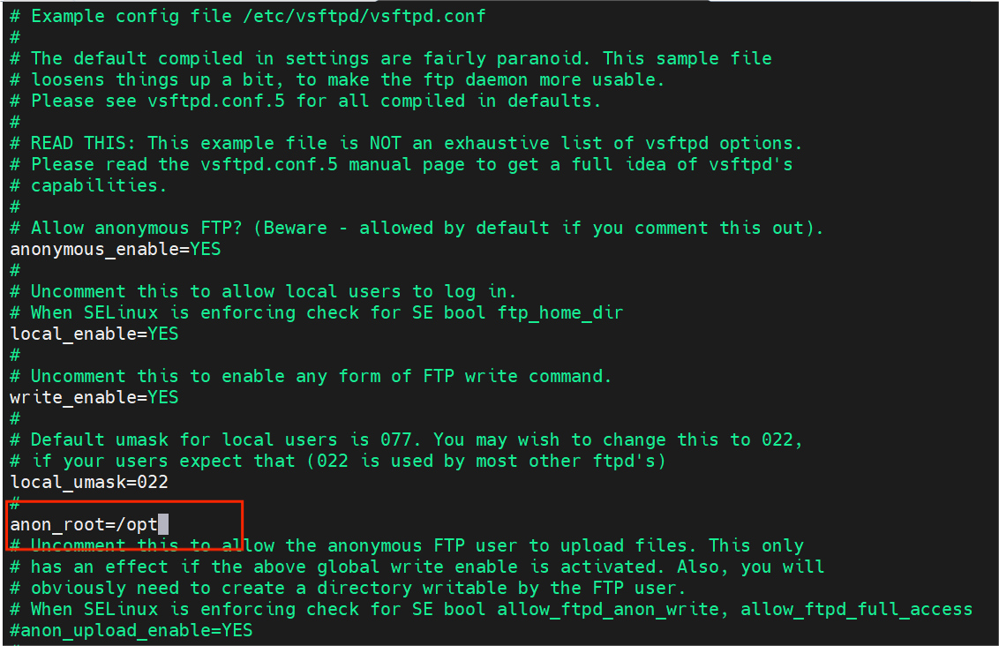 # Example config file /etc/vsftpd/vsftpd.conf
#
# The default compiled in settings are fairly paranoid. This sample file
# loosens things up a bit, to make the ftp daemon more usable.
# Please see vsftpd.conf.5 for all compiled in defaults.
#
# READ THIS: This example file is NOT an exhaustive list of vsftpd options.
# Please read the vsftpd.conf.5 manual page to get a full idea of vsftpd's
# capabilities.
#
# Allow anonymous FTP? (Beware - allowed by default if you comment this out).
anonymous_enable=YES
#
# Uncomment this to allow local users to log in.
# When SELinux is enforcing check for SE bool ftp_home_dir
local_enable=YES
#
# Uncomment this to enable any form of FTP write command.
write_enable=YES
#
# Default umask for local users is 077. You may wish to change this to 022,
# if your users expect that (022 is used by most other ftpd's)
local_umask=022
#
anon_root=/opt
# Uncomment this to allow the anonymous FTP user to upload files. This only
# has an effect if the above global write enable is activated. Also, you will
# obviously need to create a directory writable by the FTP user.
# When SELinux is enforcing check for SE bool allow_ftpd_anon_write, allow_ftpd_full_access
#anon_upload_enable=YES